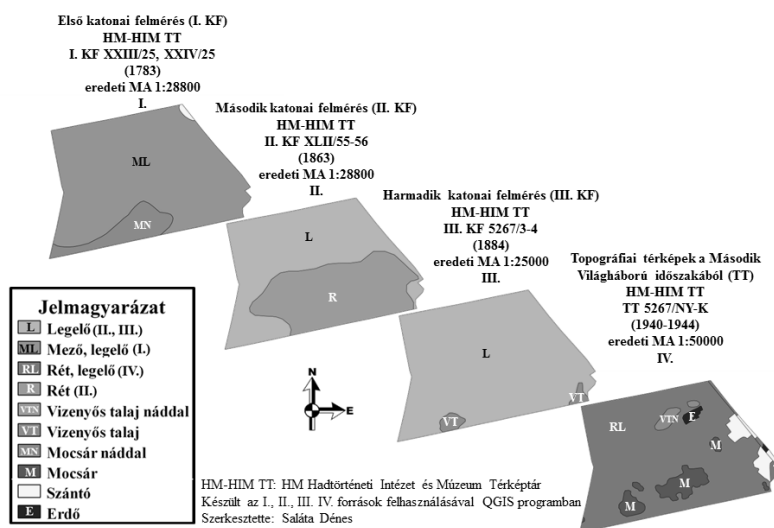 Első katonai felmérés (I. KF)
HM-HIM TT
I. KF XXIII/25, XXIV/25
(1783)
eredeti MA 1:28800
I.
ML
MN
Második katonai felmérés (II. KF)
HM-HIM TT
II. KF XLII/55-56
(1863)
eredeti MA 1:28800
II.
L
R
Harmadik katonai felmérés (III. KF)
HM-HIM TT
III. KF 5267/3-4
(1884)
eredeti MA 1:25000
III.
L
VT
VT
Topográfiai térképek a Második
Világháború időszakából (TT)
HM-HIM TT
TT 5267/NY-K
(1940-1944)
eredeti MA 1:50000
IV.
RL
VTN
E
M
M
M
Jelmagyarázat
L Legelő (II., III.)
ML Mező, legelő (I.)
RL Rét, legelő (IV.)
R Rét (II.)
VTN Vizenyős talaj náddal
VT Vizenyős talaj
MN Mocsár náddal
M Mocsár
Szántó
E Erdő
N
E
HM-HIM TT: HM Hadtörténeti Intézet és Múzeum Térképtár
Készült az I., II., III. IV. források felhasználásával QGIS programban
Szerkesztette: Saláta Dénes